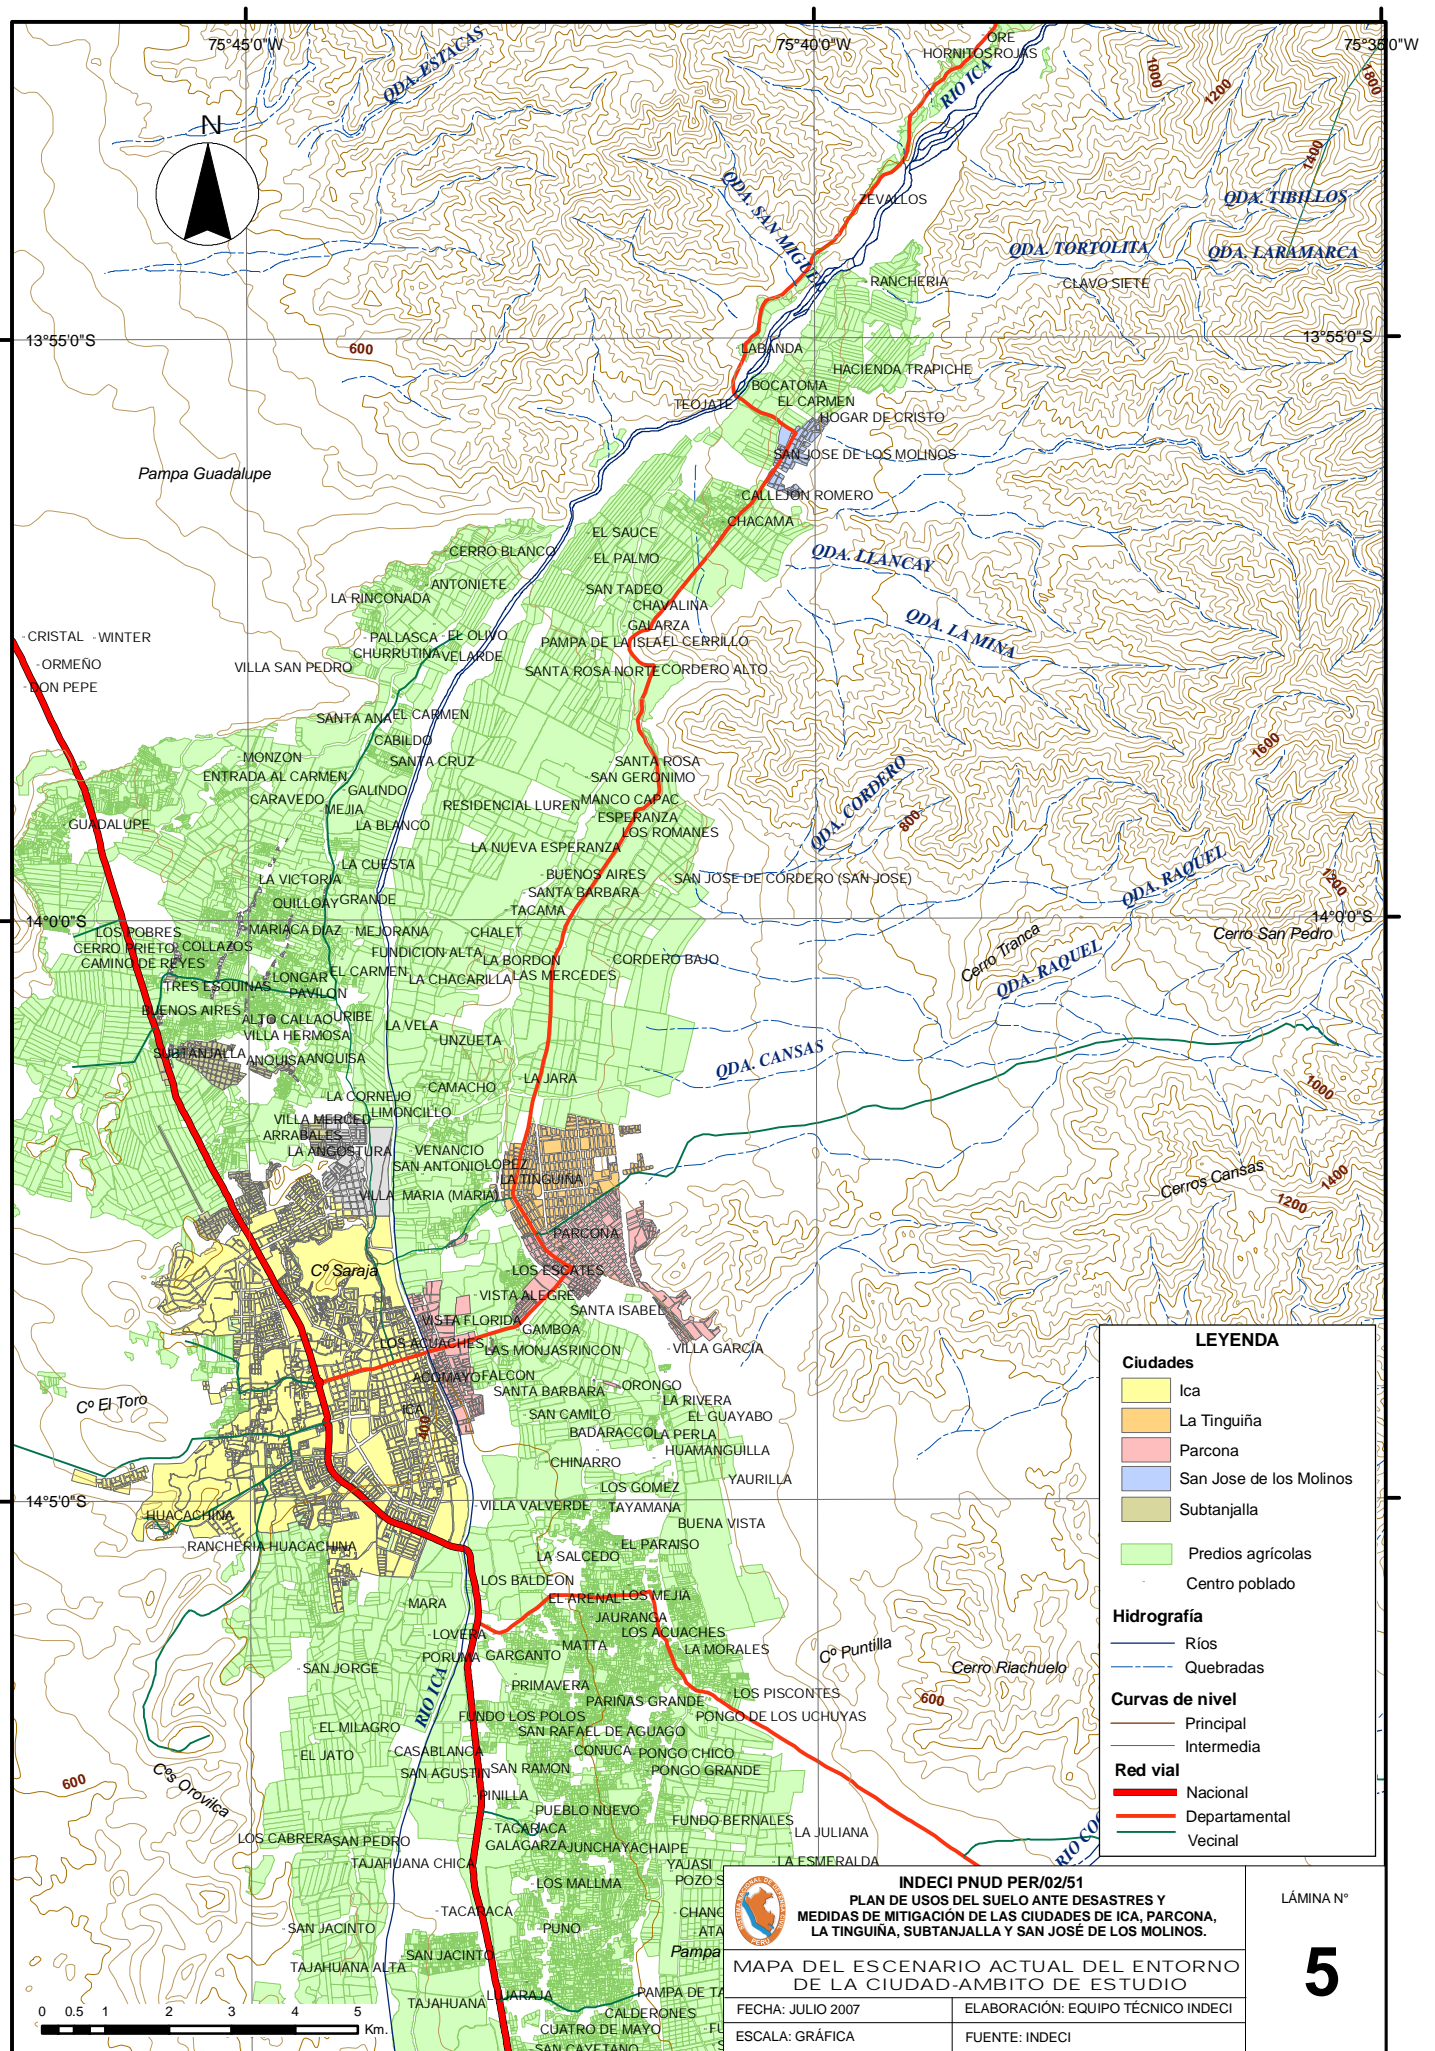 75°45'0"W
75°40'0"W
75°35'0"W
ORE
HORNITOS
ROJAS
QDA. ESTACAS
RIO ICA
1000
1200
1800
N
1400
QDA. SAN MIGUEL
ZEVALLOS
QDA. TIBILLOS
QDA. TORTOLITA
QDA. LARAMARCA
RANCHERIA
CLAVO SIETE
13°55'0"S
600
LABANDA
13°55'0"S
HACIENDA TRAPICHE
BOCATOMA
TEOJATE
EL CARMEN
HOGAR DE CRISTO
SAN JOSE DE LOS MOLINOS
Pampa Guadalupe
CALLEJON ROMERO
CHACAMA
EL SAUCE
CERRO BLANCO
EL PALMO
QDA. LLANCAY
ANTONIETE
SAN TADEO
LA RINCONADA
CHAVALINA
GALARZA
QDA. LA MINA
CRISTAL
WINTER
PALLASCA
EL OLIVO
PAMPA DE LA ISLA
EL CERRILLO
CHURRUTINA
VELARDE
ORMEÑO
VILLA SAN PEDRO
SANTA ROSA NORTE
CORDERO ALTO
DON PEPE
SANTA ANA
EL CARMEN
CABILDO
1600
MONZON
SANTA CRUZ
SANTA ROSA
ENTRADA AL CARMEN
SAN GERONIMO
QDA. CORDERO
GALINDO
CARAVEDO
MEJIA
RESIDENCIAL LUREN
MANCO CAPAC
ESPERANZA
800
GUADALUPE
LA BLANCO
LOS ROMANES
LA NUEVA ESPERANZA
LA CUESTA
QDA. RAQUEL
1200
LA VICTORIA
BUENOS AIRES
SAN JOSE DE CORDERO (SAN JOSE)
QUILLOAY
GRANDE
SANTA BARBARA
TACAMA
14°0'0"S
14°0'0"S
LOS POBRES
MARIACA DIAZ
MEJORANA
CHALET
Cerro Tranca
Cerro San Pedro
CERRO PRIETO
COLLAZOS
FUNDICION ALTA
LA BORDON
CORDERO BAJO
CAMINO DE REYES
LONGAR
EL CARMEN
LA CHACARILLA
LAS MERCEDES
QDA. RAQUEL
TRES ESQUINAS
PAVILON
BUENOS AIRES
ALTO CALLAO
URIBE
LA VELA
VILLA HERMOSA
UNZUETA
SUBTANJALLA
ANQUISA
ANQUISA
QDA. CANSAS
LA JARA
CAMACHO
1000
LA CORNEJO
LIMONCILLO
VILLA MERCED
ARRABALES
LA ANGOSTURA
VENANCIO
SAN ANTONIO
LOPEZ
LA TINGUIÑA
Cerros Cansas
1400
1200
VILLA MARIA (MARIA)
PARCONA
Cº Saraja
LOS ESCATES
VISTA ALEGRE
SANTA ISABEL
VISTA FLORIDA
GAMBOA
LOS ACUACHES
LAS MONJAS
RINCON
VILLA GARCÍA
ACOMAYO
FALCON
SANTA BARBARA
ORONGO
LA RIVERA
Cº El Toro
ICA
400
SAN CAMILO
EL GUAYABO
BADARACCO
LA PERLA
HUAMANGUILLA
CHINARRO
YAURILLA
LOS GOMEZ
14°5'0"S
VILLA VALVERDE
TAYAMANA
HUACACHINA
BUENA VISTA
RANCHERIA HUACACHINA
EL PARAISO
LA SALCEDO
LOS BALDEON
MARA
EL ARENAL
LOS MEJIA
JAURANGA
LOVERA
LOS ACUACHES
MATTA
LA MORALES
PORUMA
GARGANTO
Cº Puntilla
SAN JORGE
Cerro Riachuelo
RIO ICA
PRIMAVERA
LOS PISCONTES
600
PARIÑAS GRANDE
FUNDO LOS POLOS
PONGO DE LOS UCHUYAS
EL MILAGRO
SAN RAFAEL DE AGUAGO
EL JATO
CASABLANCA
CONUCA
PONGO CHICO
SAN AGUSTIN
SAN RAMON
PONGO GRANDE
600
Cºs Orovilca
PINILLA
PUEBLO NUEVO
FUNDO BERNALES
TACARACA
LOS CABRERA
SAN PEDRO
GALAGARZA
JUNCHAYACHAIPE
LA JULIANA
TAJAHUANA CHICA
YAJASI
LA ESMERALDA
LOS MALLMA
POZO S
TACARACA
CHANC
SAN JACINTO
PUNO
ATA
SAN JACINTO
Pampa
TAJAHUANA ALTA
TAJAHUANA
LUJARAJA
PAMPA DE TA
CALDERONES
CUATRO DE MAYO
FU
SAN CAYETANO
S
RIO CO
0 0.5 1 2 3 4 5
Km.
LEYENDA
Ciudades
Ica
La Tinguiña
Parcona
San Jose de los Molinos
Subtanjalla
Predios agrícolas
Centro poblado
Hidrografía
Ríos
Quebradas
Curvas de nivel
Principal
Intermedia
Red vial
Nacional
Departamental
Vecinal
INDECI PNUD PER/02/51
PLAN DE USOS DEL SUELO ANTE DESASTRES Y
MEDIDAS DE MITIGACIÓN DE LAS CIUDADES DE ICA, PARCONA,
LA TINGUIÑA, SUBTANJALLA Y SAN JOSÉ DE LOS MOLINOS.
MAPA DEL ESCENARIO ACTUAL DEL ENTORNO
DE LA CIUDAD-AMBITO DE ESTUDIO
FECHA: JULIO 2007
ELABORACIÓN: EQUIPO TÉCNICO INDECI
ESCALA: GRÁFICA
FUENTE: INDECI
LÁMINA N°
5